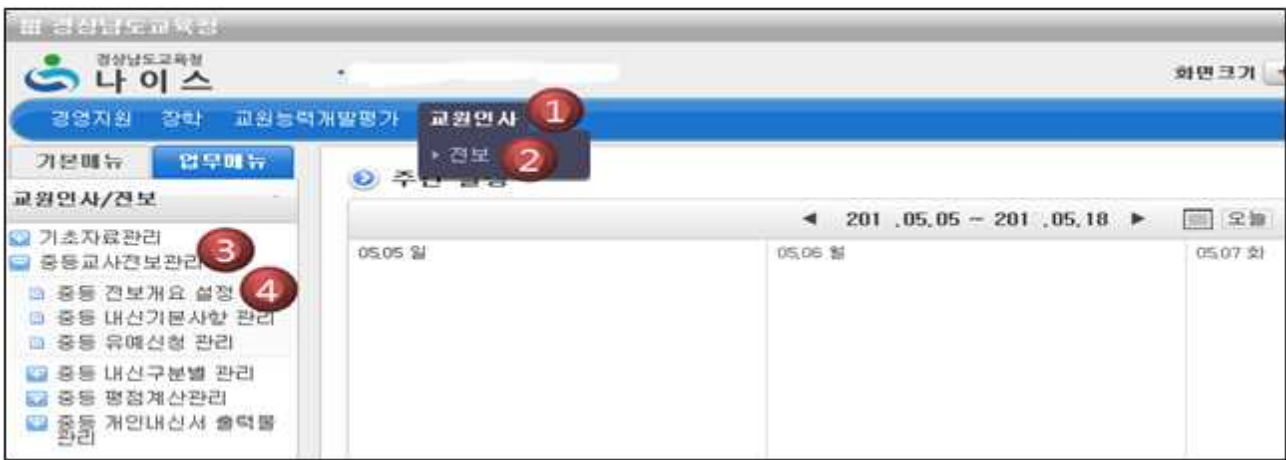 경상남도교육청
경상남도교육청
나이스
화면크기
경영지원 장학 교원능력개발평가 교원인사 1
전보 2
기본메뉴 업무메뉴
주간 일정
교원인사/전보
◀ 201 .05.05 ~ 201 .05.18 ▶ 오늘
기초자료관리
중등교사전보관리 3
05.05 일 05.06 월 05.07 화
중등 전보개요 설정 4
중등 내신기본사항 관리
중등 유예신청 관리
중등 내신구분별 관리
중등 평정계산관리
중등 개인내신서 출력물
관리